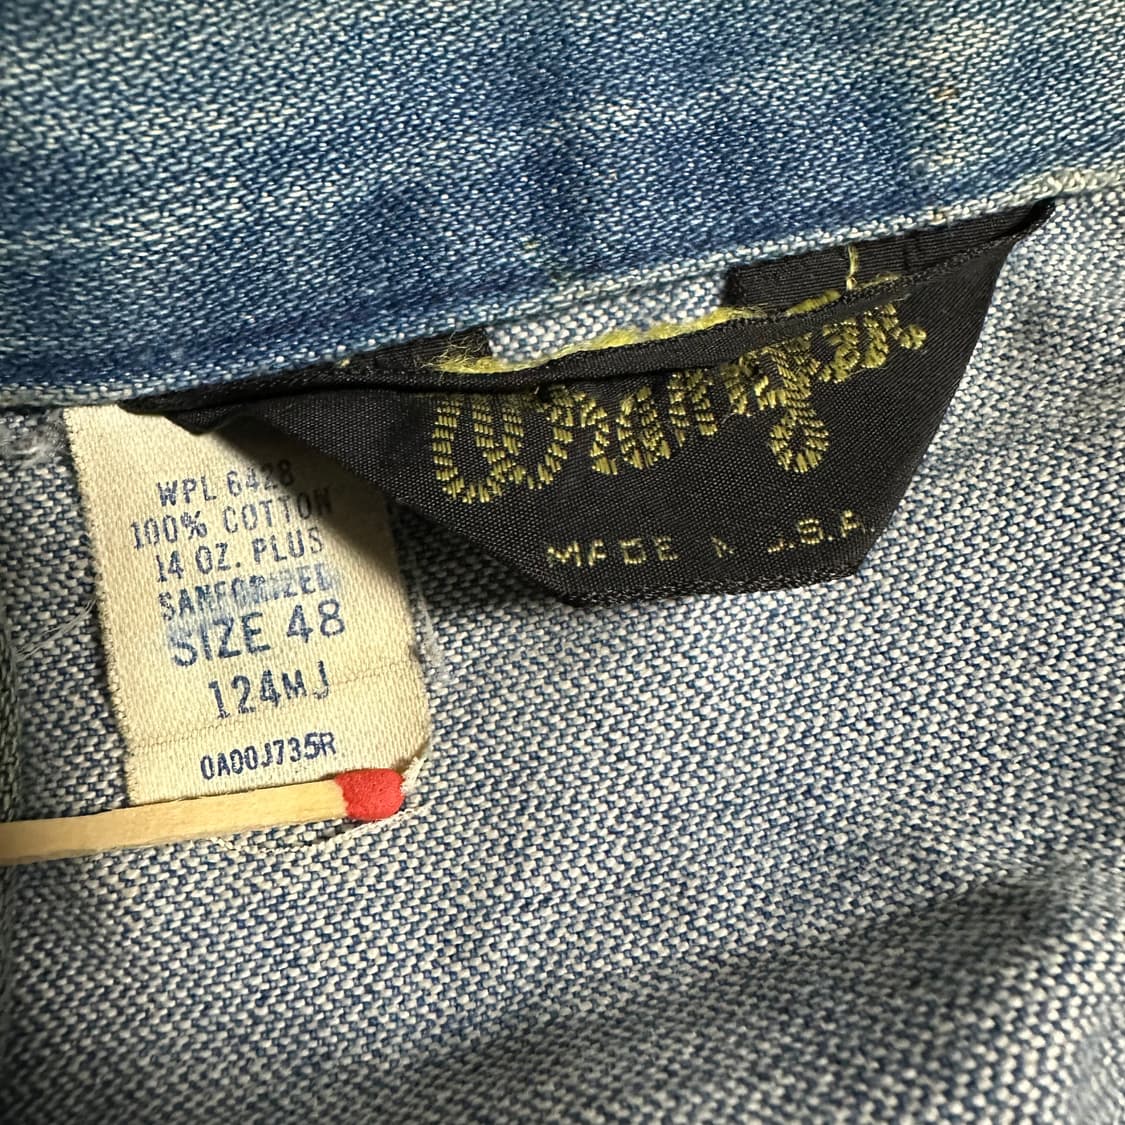 WPL 6428
100% COTTON
14 OZ. PLUS
SANFORIZED
SIZE 48
124MJ
0A00J735R
Wrangler
MADE IN U.S.A.